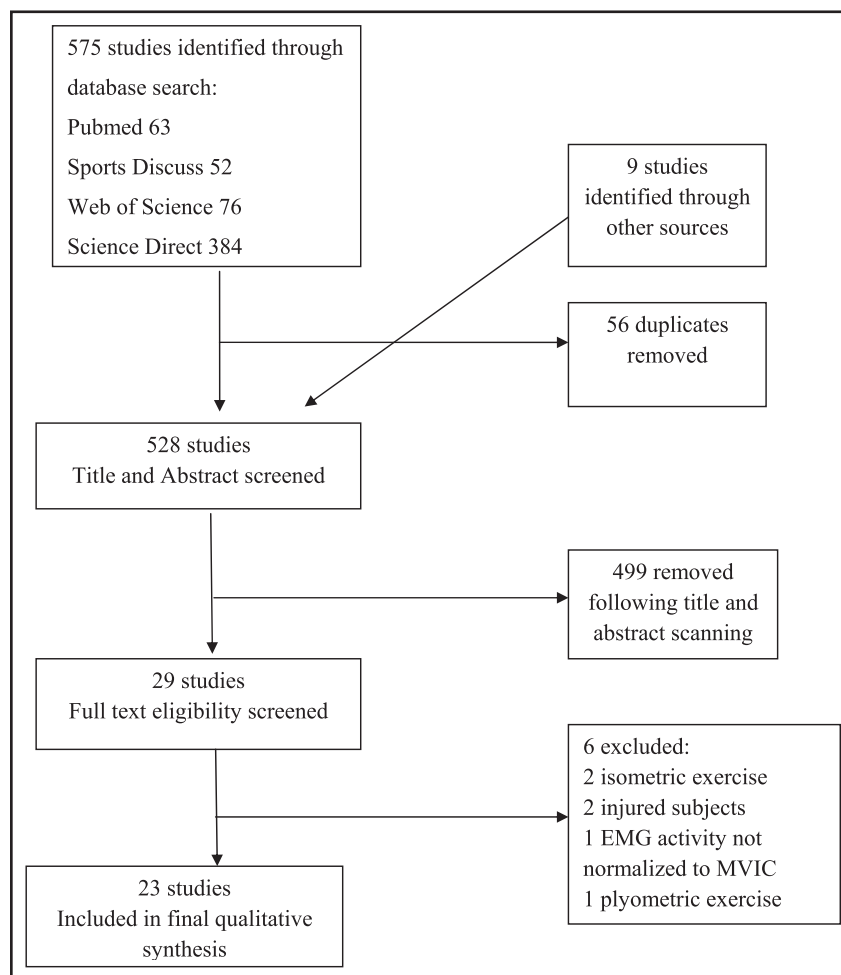 575 studies identified through
database search:
Pubmed 63
Sports Discuss 52
Web of Science 76
Science Direct 384
9 studies
identified through
other sources
56 duplicates
removed
528 studies
Title and Abstract screened
499 removed
following title and
abstract scanning
29 studies
Full text eligibility screened
6 excluded:
2 isometric exercise
2 injured subjects
1 EMG activity not
normalized to MVIC
1 plyometric exercise
23 studies
Included in final qualitative
synthesis